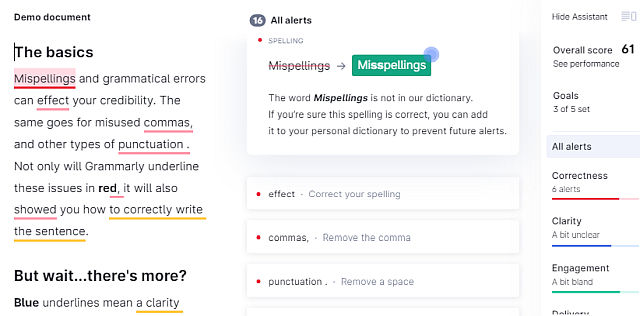 Demo document
The basics
Mispellings and grammatical errors
can effect your credibility. The
same goes for misused commas,
and other types of punctuation .
Not only will Grammarly underline
these issues in red, it will also
showed you how to correctly write
the sentence.
But wait...there's more?
Blue underlines mean a clarity
16 All alerts
SPELLING
Mispellings → Misspellings
The word Mispellings is not in our dictionary.
If you're sure this spelling is correct, you can add
it to your personal dictionary to prevent future alerts.
effect · Correct your spelling
commas, · Remove the comma
punctuation . · Remove a space
Hide Assistant
Overall score 61
See performance
Goals
3 of 5 set
All alerts
Correctness
6 alerts
Clarity
A bit unclear
Engagement
A bit bland
Delivery